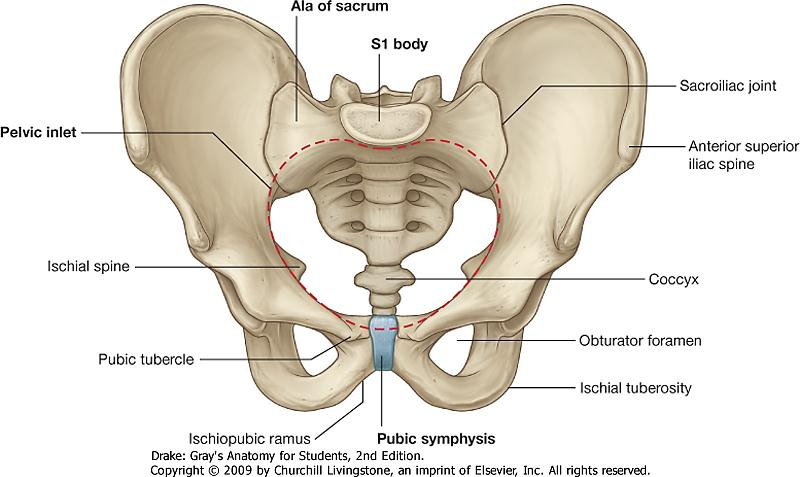 Ala of sacrum
S1 body
Sacroiliac joint
Pelvic inlet
Anterior superior
iliac spine
Ischial spine
Coccyx
Obturator foramen
Pubic tubercle
Ischial tuberosity
Ischiopubic ramus
Pubic symphysis
Drake: Gray's Anatomy for Students, 2nd Edition.
Copyright © 2009 by Churchill Livingstone, an imprint of Elsevier, Inc. All rights reserved.